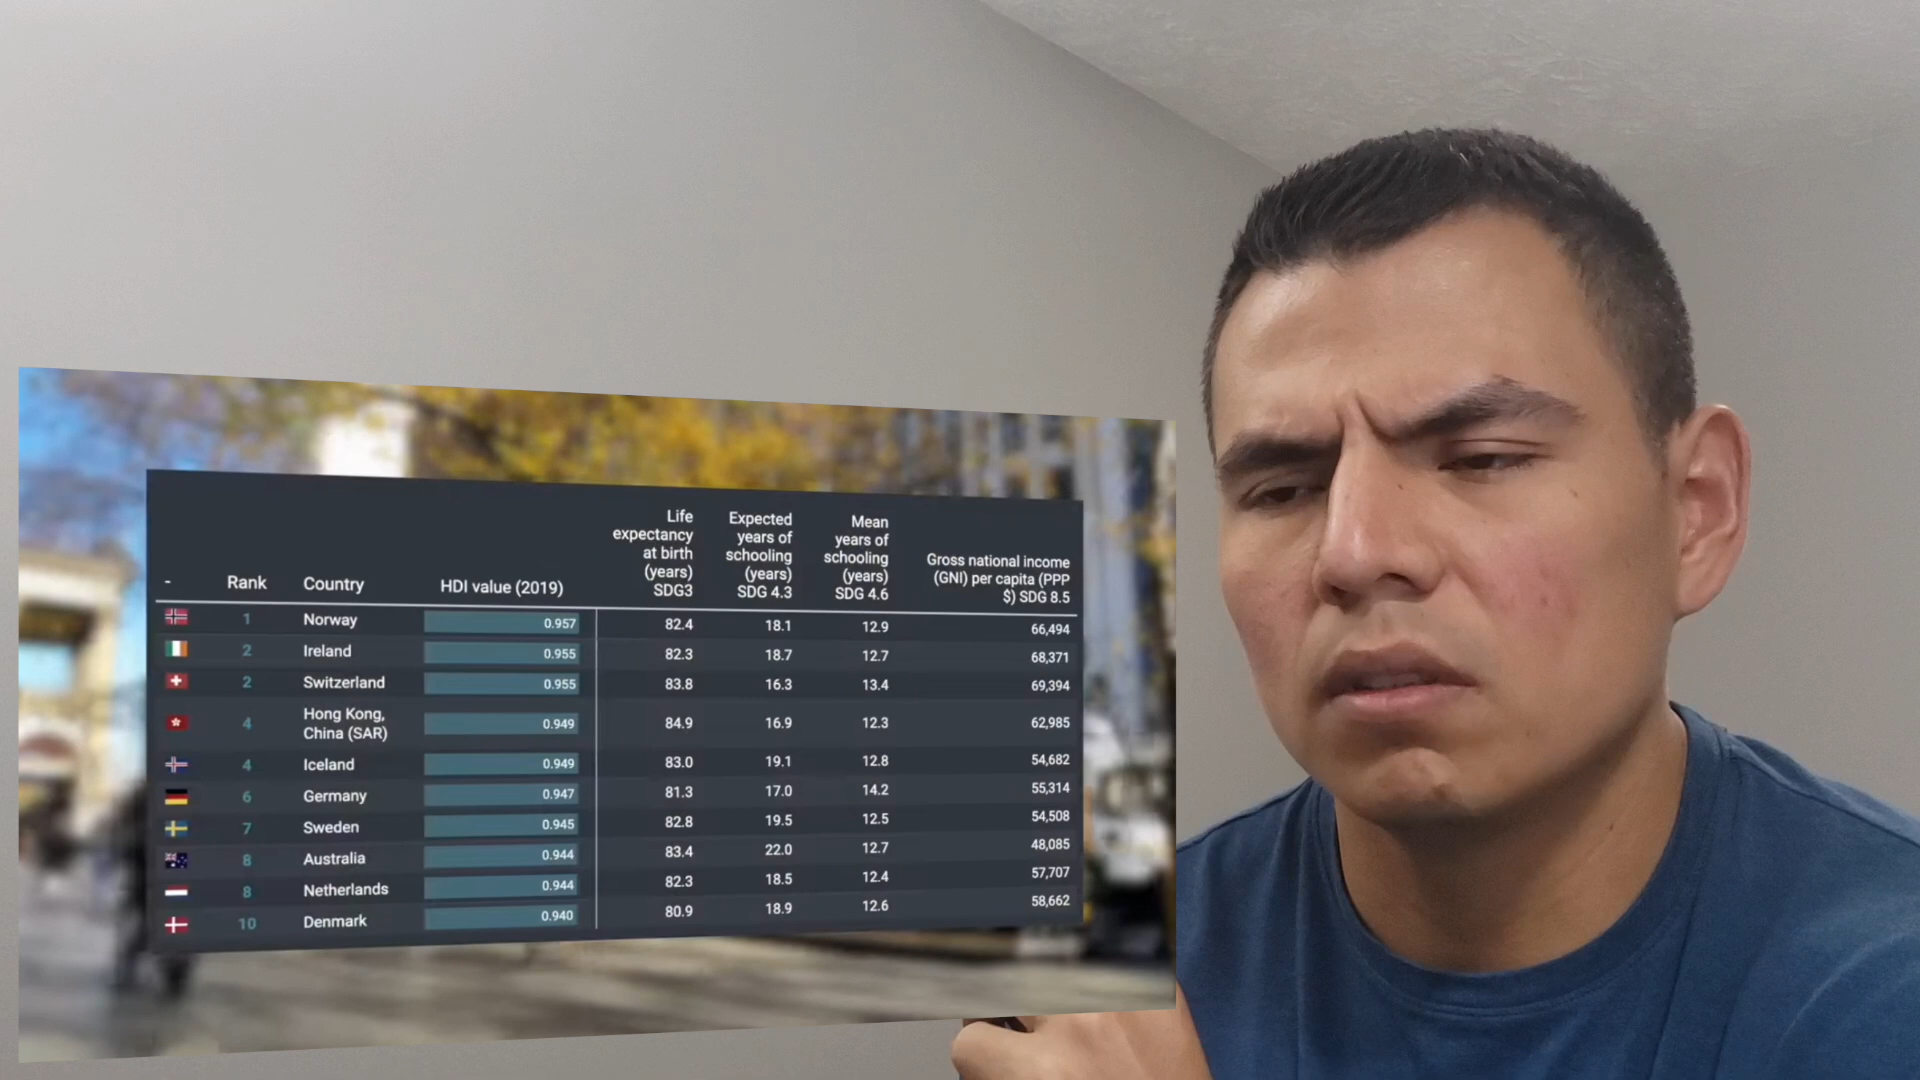 - Rank Country HDI value (2019) Life expectancy at birth (years) SDG3 Expected years of schooling (years) SDG 4.3 Mean years of schooling (years) SDG 4.6 Gross national income (GNI) per capita (PPP $) SDG 8.5
1 Norway 0.957 82.4 18.1 12.9 66,494
2 Ireland 0.955 82.3 18.7 12.7 68,371
2 Switzerland 0.955 83.8 16.3 13.4 69,394
4 Hong Kong, China (SAR) 0.949 84.9 16.9 12.3 62,985
4 Iceland 0.949 83.0 19.1 12.8 54,682
6 Germany 0.947 81.3 17.0 14.2 55,314
7 Sweden 0.945 82.8 19.5 12.5 54,508
8 Australia 0.944 83.4 22.0 12.7 48,085
8 Netherlands 0.944 82.3 18.5 12.4 57,707
10 Denmark 0.940 80.9 18.9 12.6 58,662